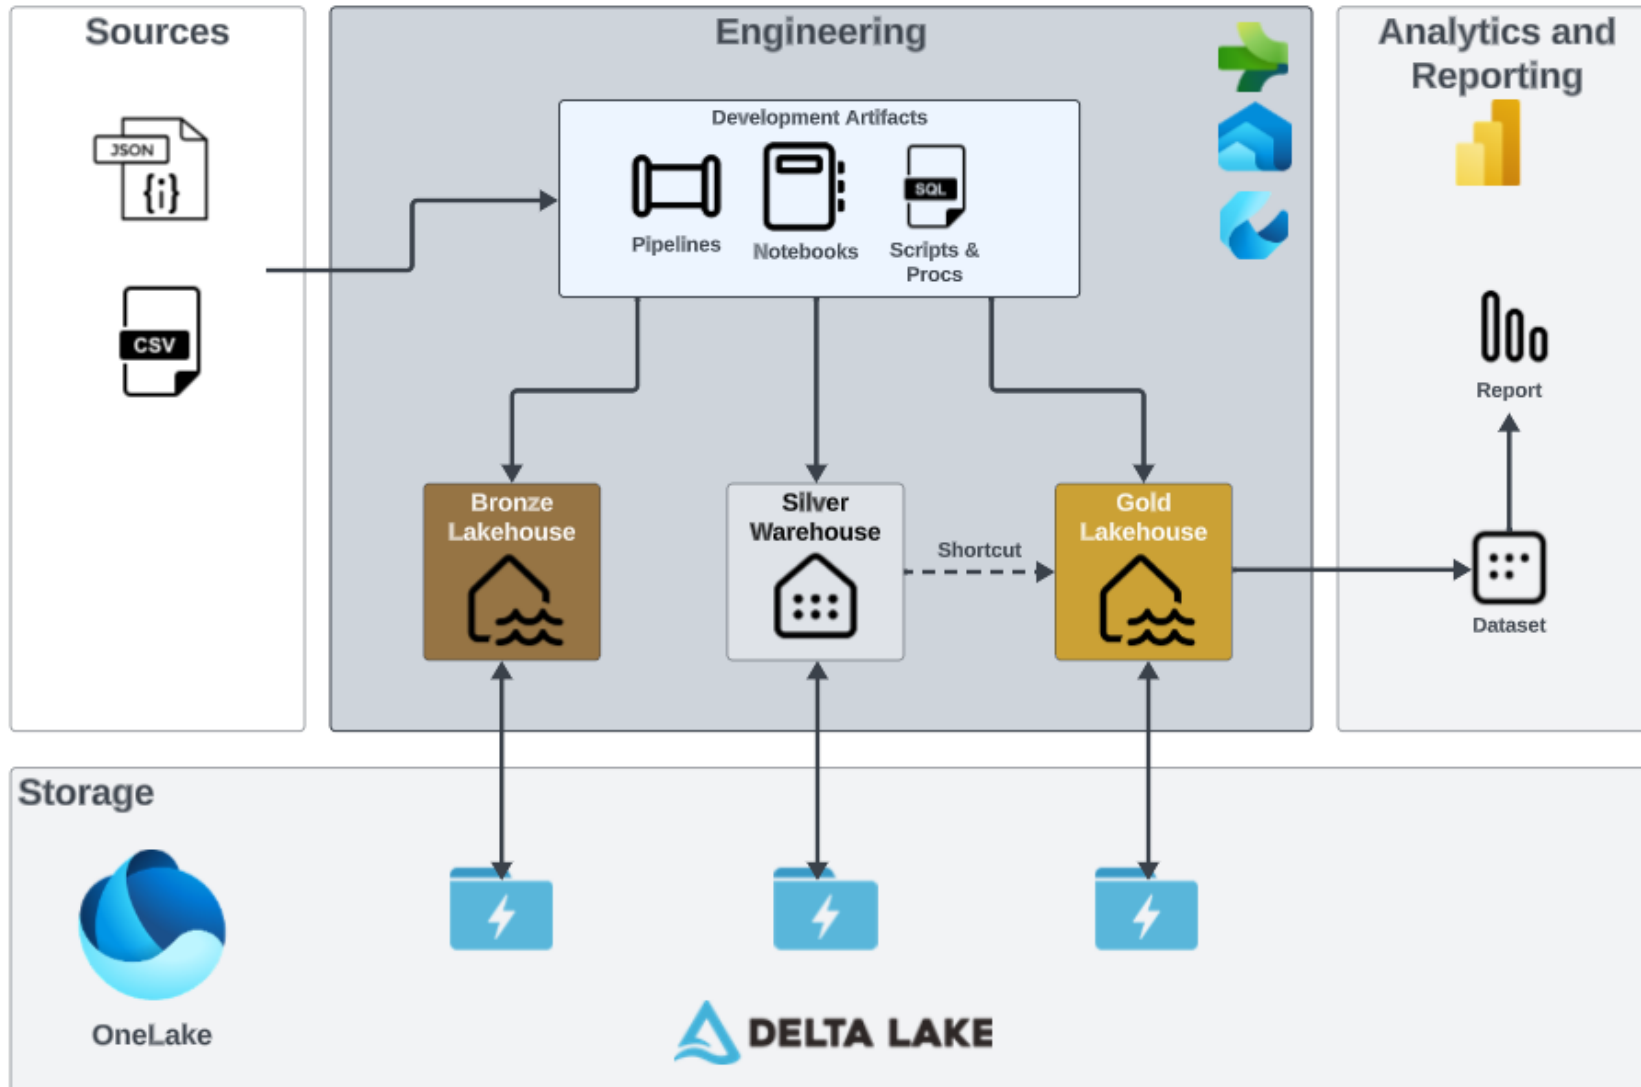 Sources
Engineering
Analytics and
Reporting
Development Artifacts
JSON
{i}
SQL
Pipelines
Notebooks
Scripts &
Procs
CSV
Report
Bronze
Lakehouse
Silver
Warehouse
Shortcut
Gold
Lakehouse
Dataset
Storage
OneLake
DELTA LAKE